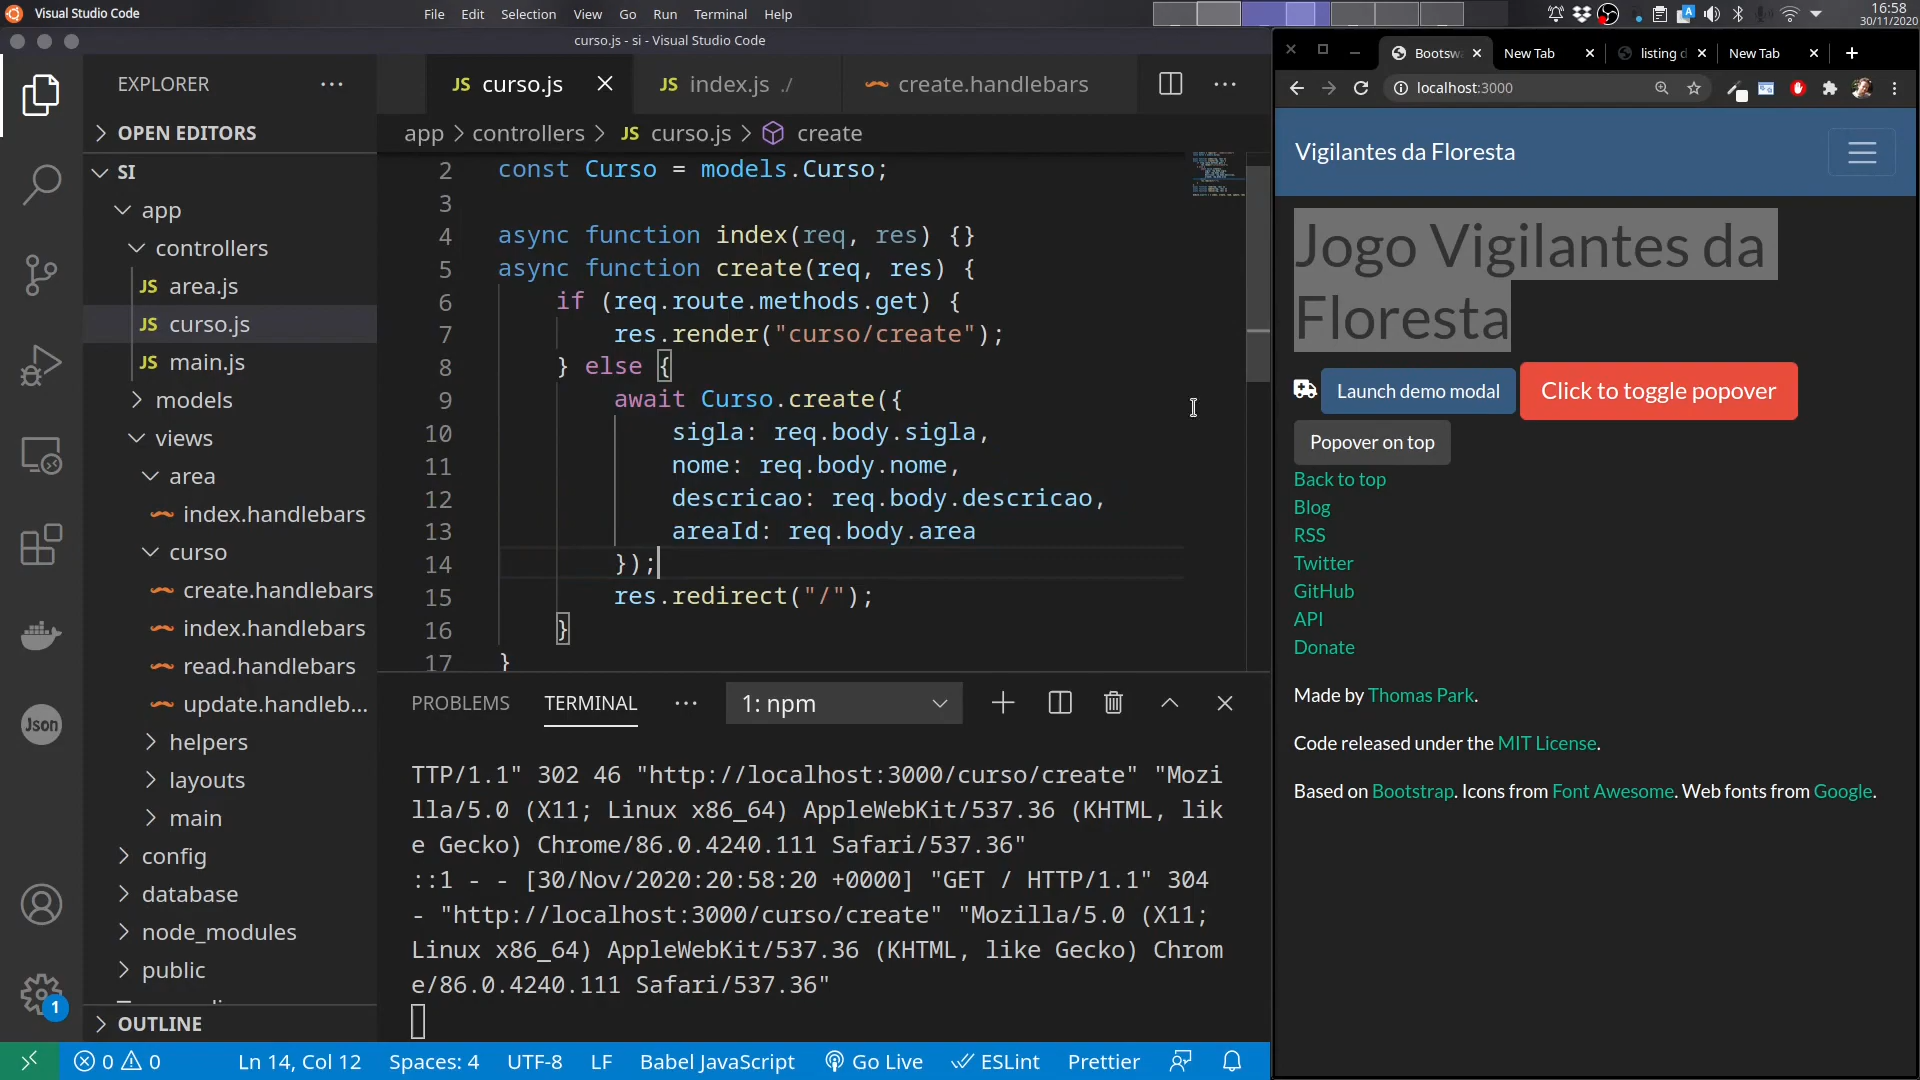 Visual Studio Code
File Edit Selection View Go Run Terminal Help
16:58
30/11/2020
curso.js - si - Visual Studio Code
EXPLORER
OPEN EDITORS
SI
app
controllers
JS area.js
JS curso.js
JS main.js
models
views
area
index.handlebars
curso
create.handlebars
index.handlebars
read.handlebars
update.handleb...
helpers
layouts
main
config
database
node_modules
public
OUTLINE
Json
1
JS curso.js
JS index.js ./
create.handlebars
app > controllers > JS curso.js > create
2 const Curso = models.Curso;
3
4 async function index(req, res) {}
5 async function create(req, res) {
6 if (req.route.methods.get) {
7 res.render("curso/create");
8 } else {
9 await Curso.create({
10 sigla: req.body.sigla,
11 nome: req.body.nome,
12 descricao: req.body.descricao,
13 areaId: req.body.area
14 });
15 res.redirect("/");
16 }
17 }
PROBLEMS TERMINAL ... 1: npm
TTP/1.1" 302 46 "http://localhost:3000/curso/create" "Mozi
lla/5.0 (X11; Linux x86_64) AppleWebKit/537.36 (KHTML, lik
e Gecko) Chrome/86.0.4240.111 Safari/537.36"
::1 - - [30/Nov/2020:20:58:20 +0000] "GET / HTTP/1.1" 304
- "http://localhost:3000/curso/create" "Mozilla/5.0 (X11;
Linux x86_64) AppleWebKit/537.36 (KHTML, like Gecko) Chrom
e/86.0.4240.111 Safari/537.36"
0 0 Ln 14, Col 12 Spaces: 4 UTF-8 LF Babel JavaScript Go Live ESLint Prettier
Bootsw New Tab listing d New Tab
localhost:3000
Vigilantes da Floresta
Jogo Vigilantes da
Floresta
Launch demo modal
Click to toggle popover
Popover on top
Back to top
Blog
RSS
Twitter
GitHub
API
Donate
Made by Thomas Park.
Code released under the MIT License.
Based on Bootstrap. Icons from Font Awesome. Web fonts from Google.